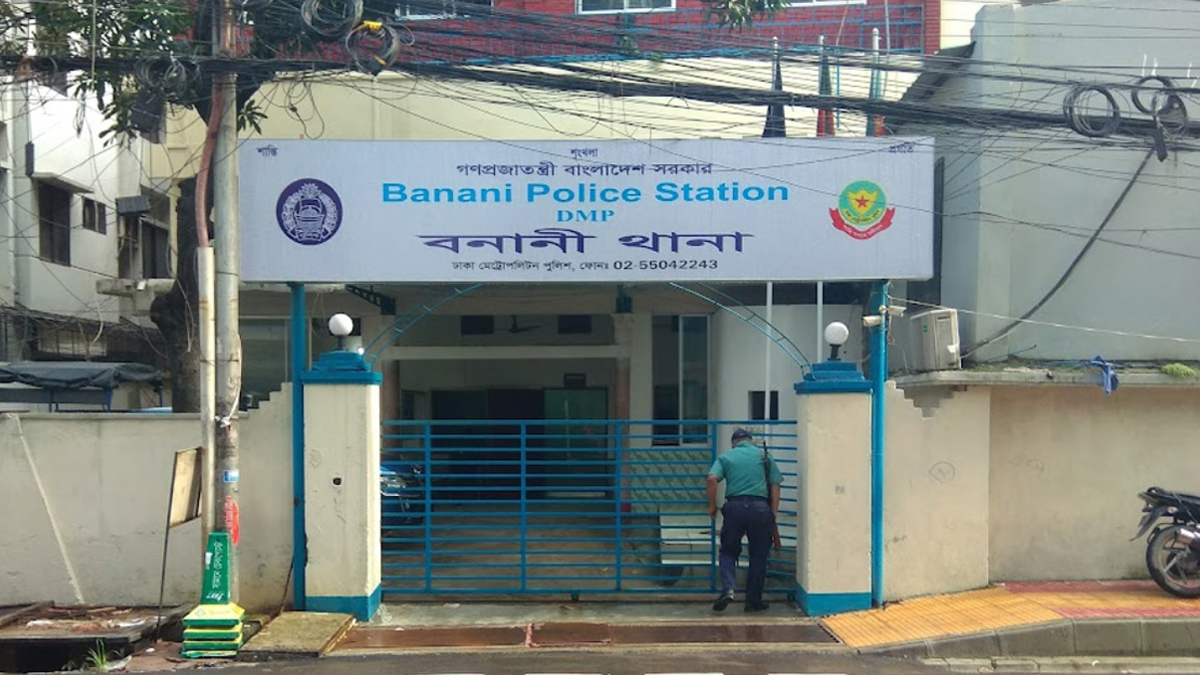 শান্তি শৃংখলা প্রগতি
গণপ্রজাতন্ত্রী বাংলাদেশ সরকার
Banani Police Station
DMP
বনানী থানা
ঢাকা মেট্রোপলিটন পুলিশ, ফোনঃ 02-55042243